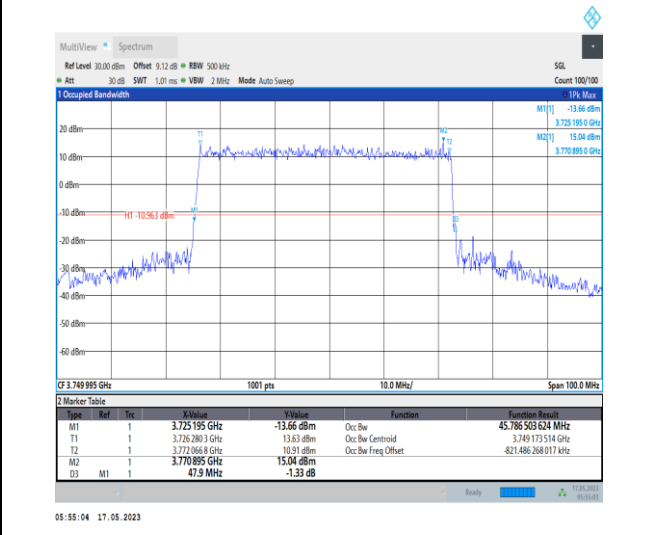 MultiView Spectrum
Ref Level 30.00 dBm Offset 9.12 dB RBW 500 kHz SGL
Att 30 dB SWT 1.01 ms VBW 2 MHz Mode Auto Sweep Count 100/100
1 Occupied Bandwidth 1Pk Max
M1[1] -13.66 dBm
3.725 195 0 GHz
M2[1] 15.04 dBm
3.770 895 0 GHz
20 dBm
T1
M2
T2
10 dBm
0 dBm
M1
-10 dBm
H1 -10.963 dBm
D3
-20 dBm
-30 dBm
-40 dBm
-50 dBm
-60 dBm
CF 3.749 995 GHz 1001 pts 10.0 MHz/ Span 100.0 MHz
2 Marker Table
Type Ref Trc X-Value Y-Value Function Function Result
M1 1 3.725 195 GHz -13.66 dBm Occ Bw 45.786 503 624 MHz
T1 1 3.726 280 3 GHz 13.63 dBm Occ Bw Centroid 3.749 173 514 GHz
T2 1 3.772 066 8 GHz 10.91 dBm Occ Bw Freq Offset -821.486 268 017 kHz
M2 1 3.770 895 GHz 15.04 dBm
D3 M1 1 47.9 MHz -1.33 dB
Ready 17.05.2023
05:55:03
05:55:04 17.05.2023